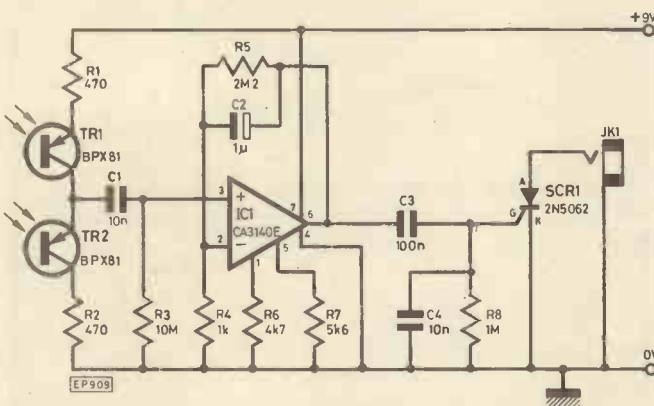 +9V
R5
2M2
R1
470
C2
1μ
JK1
TR1
BPX81
C1
10n
3
+
7
IC1
CA3140E
6
4
2
−
5
1
C3
100n
A
SCR1
2N5062
G
K
TR2
BPX81
R2
470
R3
10M
R4
1k
R6
4k7
R7
5k6
C4
10n
R8
1M
EP909
0V